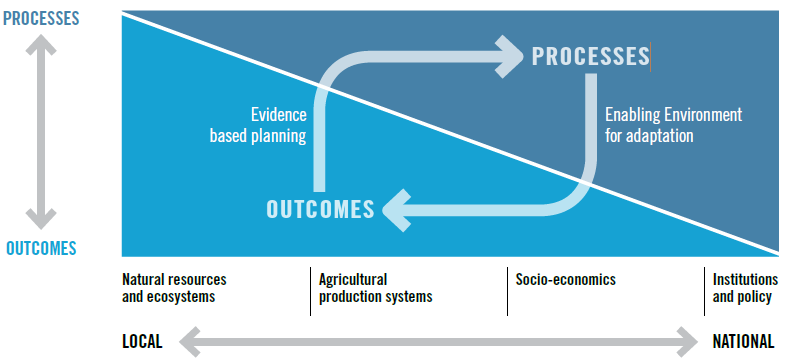 PROCESSES
PROCESSES
Evidence
based planning
Enabling Environment
for adaptation
OUTCOMES
OUTCOMES
Natural resources
and ecosystems
Agricultural
production systems
Socio-economics
Institutions
and policy
LOCAL
NATIONAL